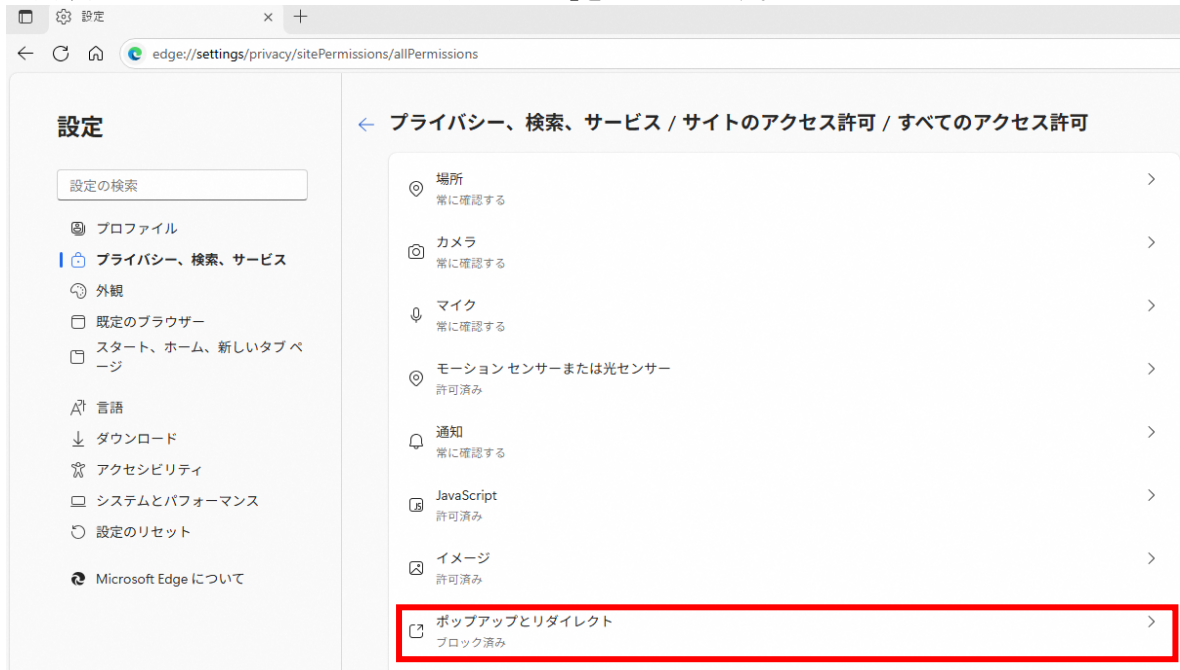 設定
edge://settings/privacy/sitePermissions/allPermissions
設定
プライバシー、検索、サービス / サイトのアクセス許可 / すべてのアクセス許可
設定の検索
プロファイル
プライバシー、検索、サービス
外観
既定のブラウザー
スタート、ホーム、新しいタブ ペ
ージ
言語
ダウンロード
アクセシビリティ
システムとパフォーマンス
設定のリセット
Microsoft Edge について
場所
常に確認する
カメラ
常に確認する
マイク
常に確認する
モーション センサーまたは光センサー
許可済み
通知
常に確認する
JavaScript
許可済み
イメージ
許可済み
ポップアップとリダイレクト
ブロック済み